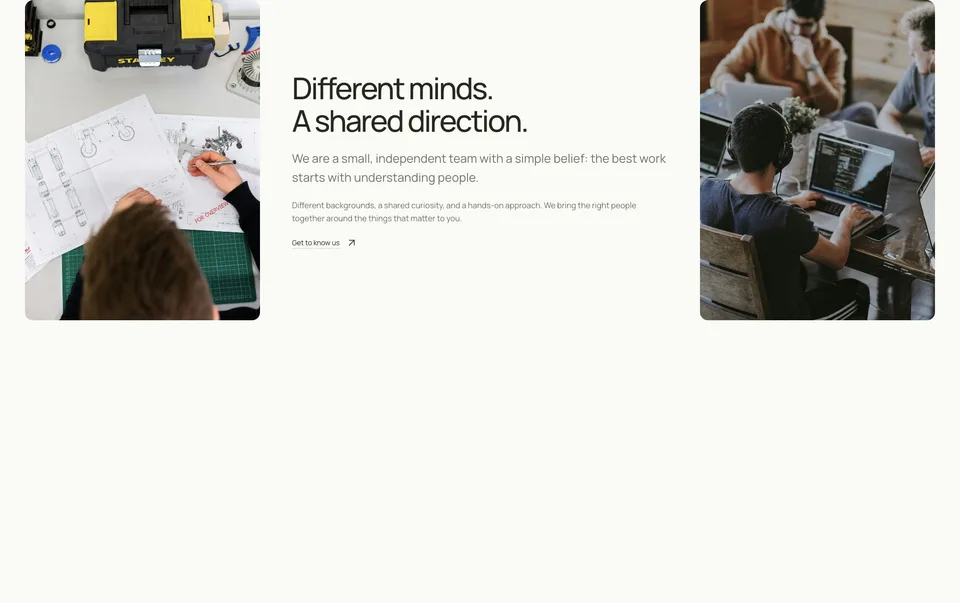 STANLEY
FOR OVERVIEW
Different minds.
A shared direction.
We are a small, independent team with a simple belief: the best work
starts with understanding people.
Different backgrounds, a shared curiosity, and a hands-on approach. We bring the right people
together around the things that matter to you.
Get to know us